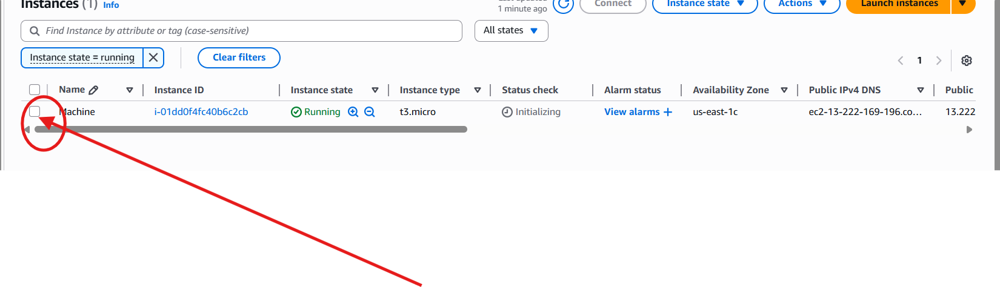 Instances (1) Info
1 minute ago
Connect
Instance state
Actions
Launch instances
Find Instance by attribute or tag (case-sensitive)
All states
Instance state = running
Clear filters
1
Name Instance ID Instance state Instance type Status check Alarm status Availability Zone Public IPv4 DNS Public
Machine i-01dd0f4fc40b6c2cb Running t3.micro Initializing View alarms + us-east-1c ec2-13-222-169-196.co... 13.222